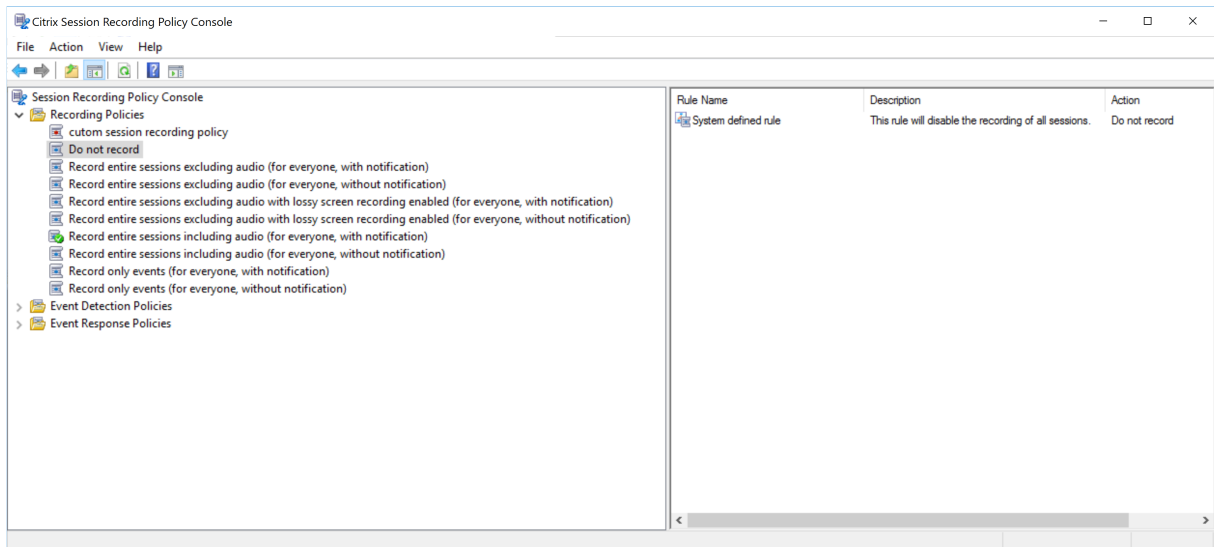 Citrix Session Recording Policy Console
File Action View Help
Session Recording Policy Console
Recording Policies
cutom session recording policy
Do not record
Record entire sessions excluding audio (for everyone, with notification)
Record entire sessions excluding audio (for everyone, without notification)
Record entire sessions excluding audio with lossy screen recording enabled (for everyone, with notification)
Record entire sessions excluding audio with lossy screen recording enabled (for everyone, without notification)
Record entire sessions including audio (for everyone, with notification)
Record entire sessions including audio (for everyone, without notification)
Record only events (for everyone, with notification)
Record only events (for everyone, without notification)
Event Detection Policies
Event Response Policies
Rule Name Description Action
System defined rule This rule will disable the recording of all sessions. Do not record